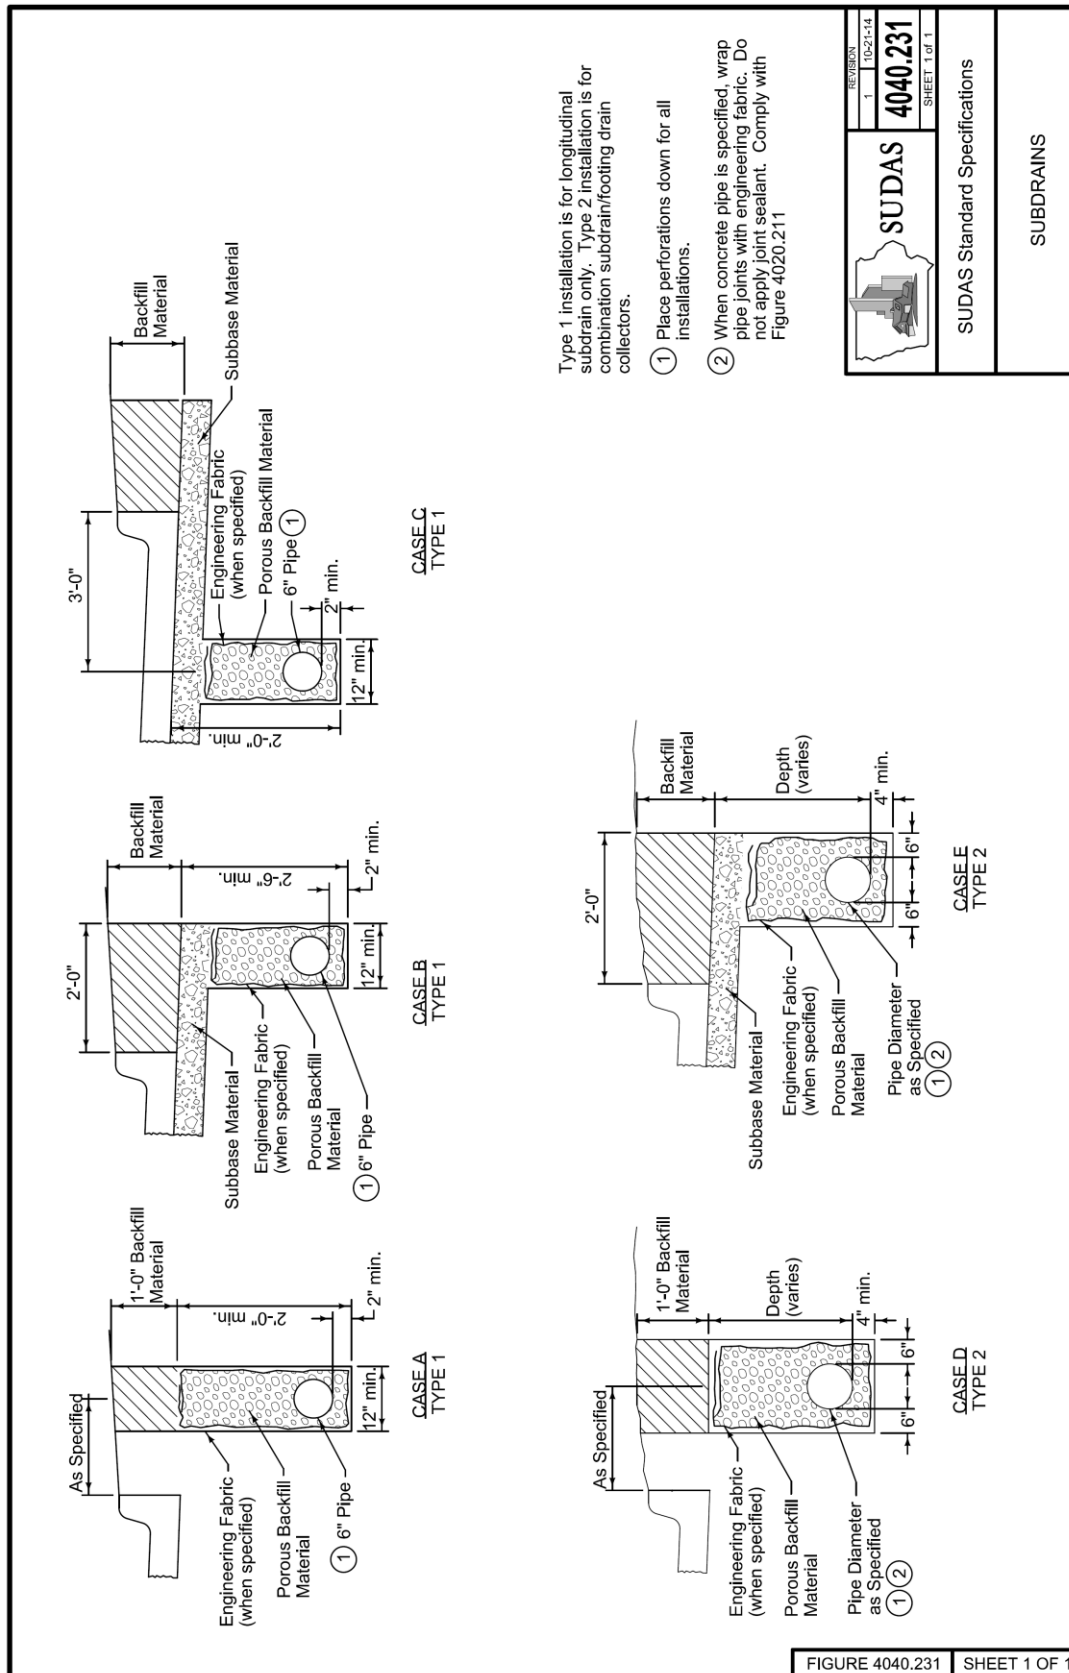 As Specified
1'-0" Backfill
Material
2'-0" min.
2" min.
12" min.
Engineering Fabric
(when specified)
Porous Backfill
Material
1 6" Pipe
CASE A
TYPE 1
2'-0"
Backfill
Material
2'-6" min.
2" min.
12" min.
Subbase Material
Engineering Fabric
(when specified)
Porous Backfill
Material
1 6" Pipe
CASE B
TYPE 1
3'-0"
Backfill
Material
Subbase Material
Engineering Fabric
(when specified)
Porous Backfill Material
6" Pipe 1
2" min.
2'-0" min.
12" min.
CASE C
TYPE 1
As Specified
1'-0" Backfill
Material
Depth
(varies)
4" min.
6"
6"
Engineering Fabric
(when specified)
Porous Backfill
Material
Pipe Diameter
as Specified
1 2
CASE D
TYPE 2
2'-0"
Backfill
Material
Depth
(varies)
4" min.
6"
6"
Subbase Material
Engineering Fabric
(when specified)
Porous Backfill
Material
Pipe Diameter
as Specified
1 2
CASE E
TYPE 2
Type 1 installation is for longitudinal
subdrain only. Type 2 installation is for
combination subdrain/footing drain
collectors.
1 Place perforations down for all
installations.
2 When concrete pipe is specified, wrap
pipe joints with engineering fabric. Do
not apply joint sealant. Comply with
Figure 4020.211
SUDAS
REVISION
1 10-21-14
4040.231
SHEET 1 of 1
SUDAS Standard Specifications
SUBDRAINS
FIGURE 4040.231 SHEET 1 OF 1